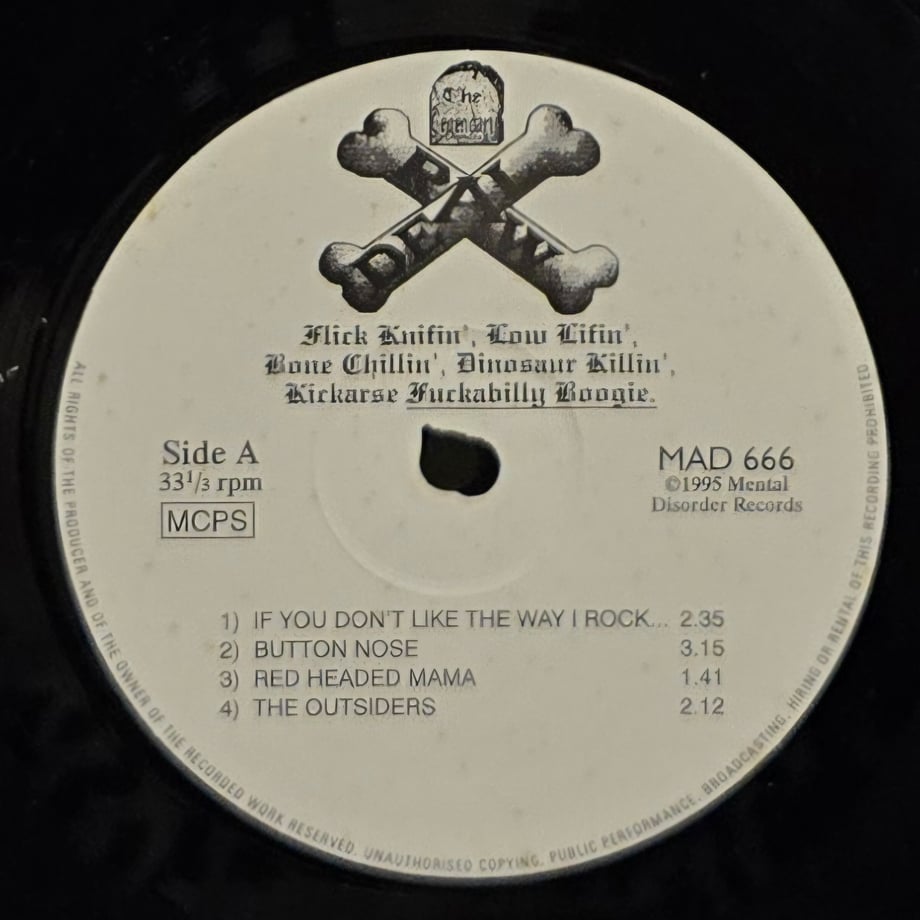 The
RAW
DEAL
Flick Knifin', Low Lifin',
Bone Chillin', Dinosaur Killin',
Kickarse Fuckabilly Boogie.
Side A
33¹/₃ rpm
MCPS
MAD 666
©1995 Mental
Disorder Records
1) IF YOU DON'T LIKE THE WAY I ROCK... 2.35
2) BUTTON NOSE 3.15
3) RED HEADED MAMA 1.41
4) THE OUTSIDERS 2.12
ALL RIGHTS OF THE PRODUCER AND OF THE OWNER OF THE RECORDED WORK RESERVED. UNAUTHORISED COPYING, PUBLIC PERFORMANCE, BROADCASTING, HIRING OR RENTAL OF THIS RECORDING PROHIBITED